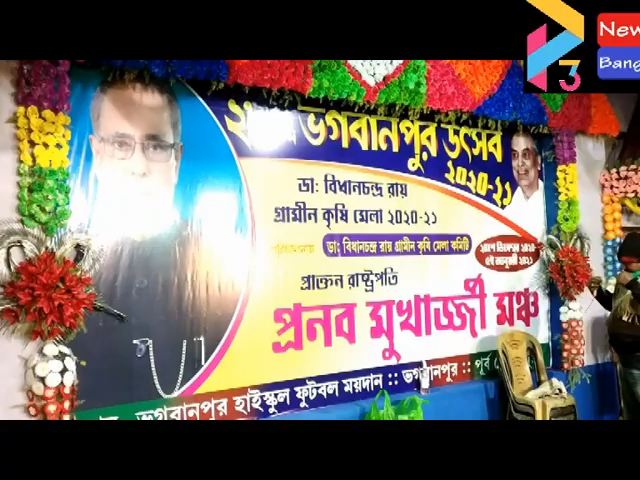 New
Bang
3
ভগবানপুর উৎসব
২০২০-২১
ডাঃ বিধানচন্দ্র রায়
গ্রামীন কৃষি মেলা ২০২০-২১
ডাঃ বিধানচন্দ্র রায় গ্রামীন কৃষি মেলা কমিটি
প্রাক্তন রাষ্ট্রপতি
প্রনব মুখার্জ্জী মঞ্চ
ভগবানপুর হাইস্কুল ফুটবল ময়দান :: ভগবানপুর :: পূর্ব